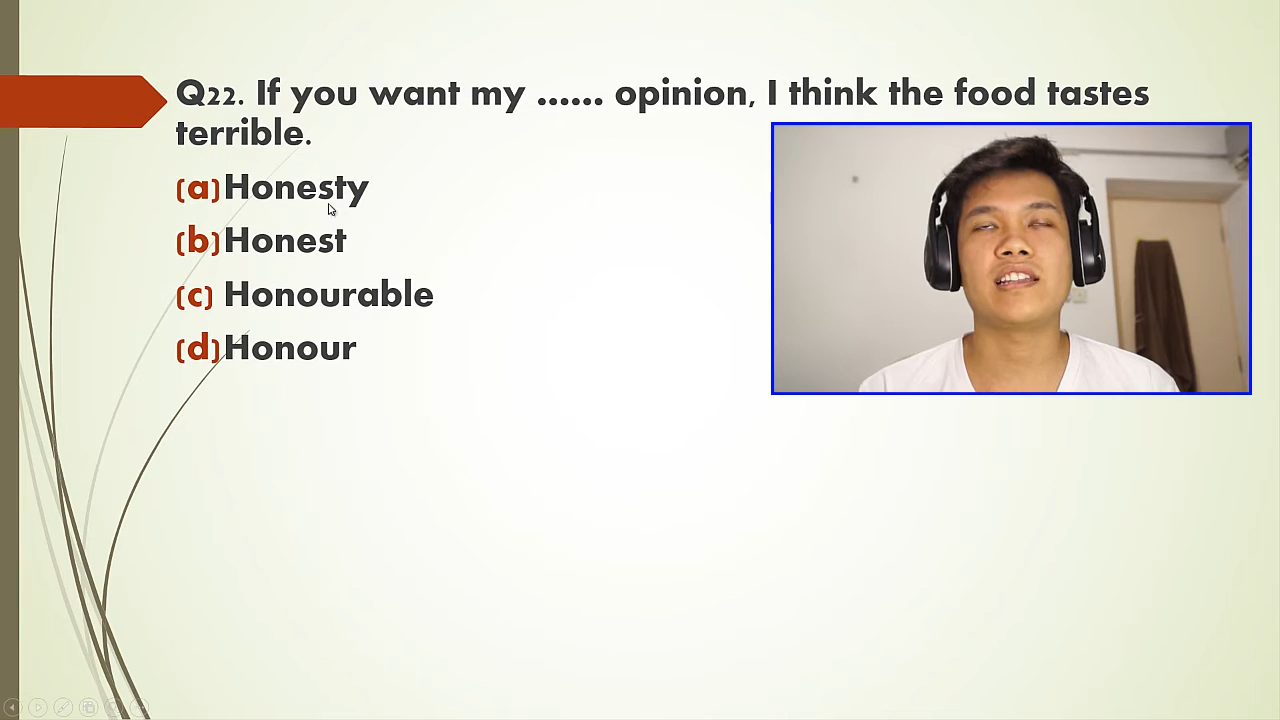 Q22. If you want my ...... opinion, I think the food tastes
terrible.
(a)Honesty
(b)Honest
(c) Honourable
(d)Honour